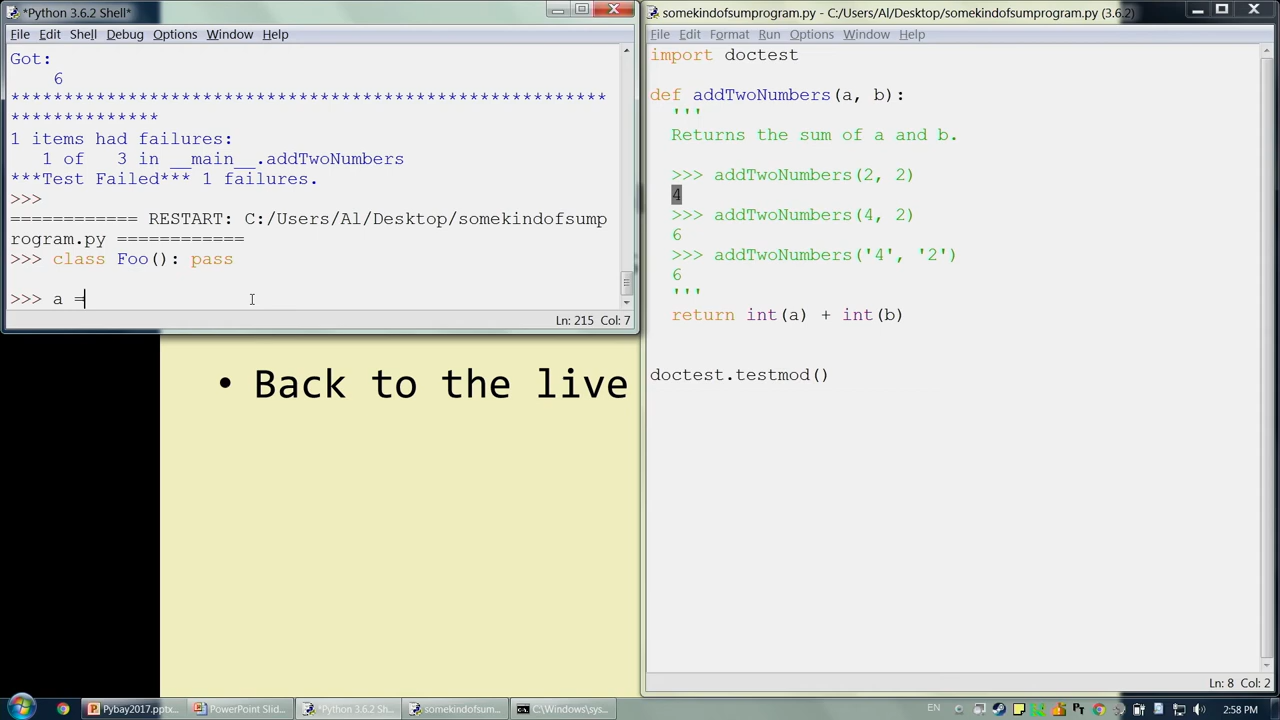 *Python 3.6.2 Shell*
File Edit Shell Debug Options Window Help
Got:
    6
********************************************************
**************
1 items had failures:
   1 of   3 in __main__.addTwoNumbers
***Test Failed*** 1 failures.
>>>
============ RESTART: C:/Users/Al/Desktop/somekindofsump
rogram.py ============
>>> class Foo(): pass
>>> a =
Ln: 215 Col: 7
• Back to the live
somekindofsumprogram.py - C:/Users/Al/Desktop/somekindofsumprogram.py (3.6.2)
File Edit Format Run Options Window Help
import doctest
def addTwoNumbers(a, b):
  '''
  Returns the sum of a and b.
  >>> addTwoNumbers(2, 2)
  4
  >>> addTwoNumbers(4, 2)
  6
  >>> addTwoNumbers('4', '2')
  6
  '''
  return int(a) + int(b)
doctest.testmod()
Ln: 8 Col: 2
Pybay2017.pptx... PowerPoint Slid... *Python 3.6.2 Sh... somekindofsum... C:\Windows\sys... EN 2:58 PM